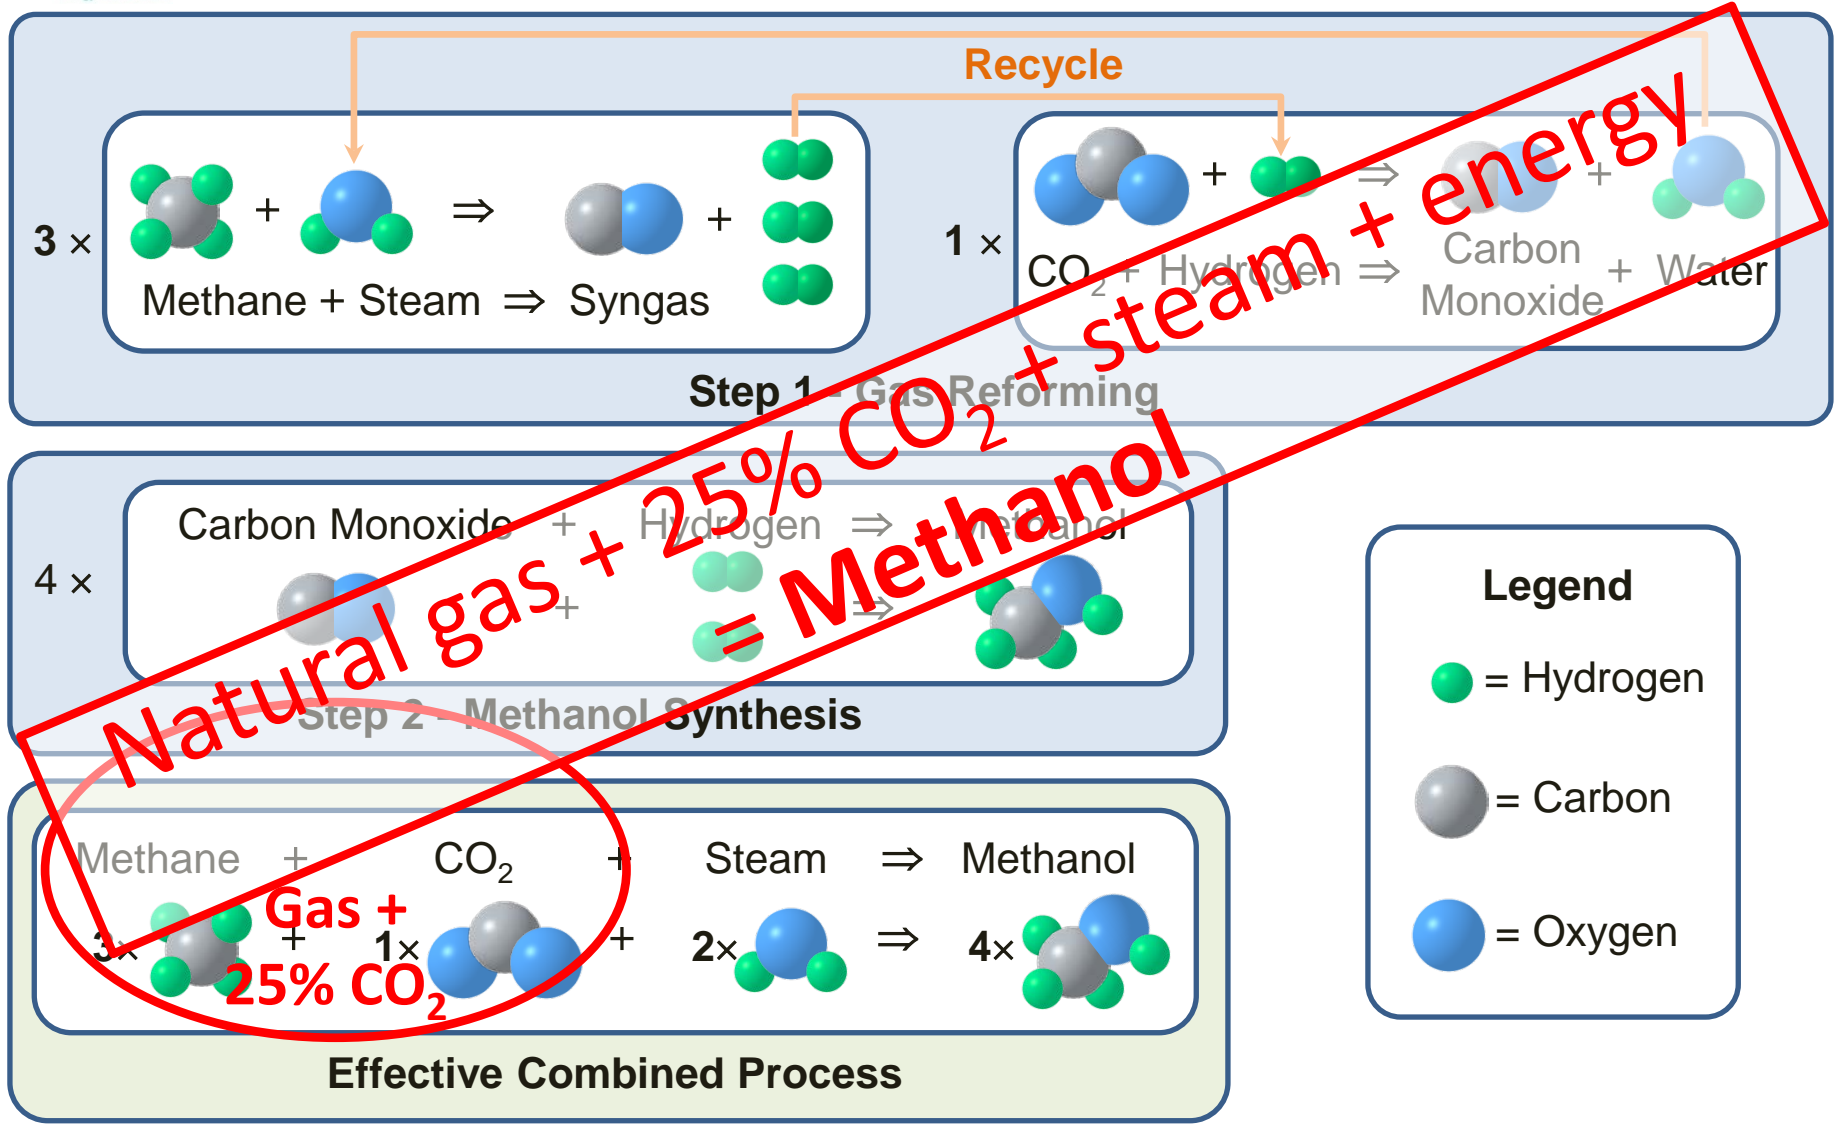 Recycle
3 ×
+ ⇒ +
Methane + Steam ⇒ Syngas
1 ×
+ ⇒ +
CO2 + Hydrogen ⇒ Carbon Monoxide + Water
Step 1 - Gas Reforming
4 ×
Carbon Monoxide + Hydrogen ⇒ Methanol
+ ⇒
Step 2 - Methanol Synthesis
Natural gas + 25% CO2 + steam + energy
= Methanol
Methane + CO2 + Steam ⇒ Methanol
3× + 1× + 2× ⇒ 4×
Gas +
25% CO2
Effective Combined Process
Legend
= Hydrogen
= Carbon
= Oxygen